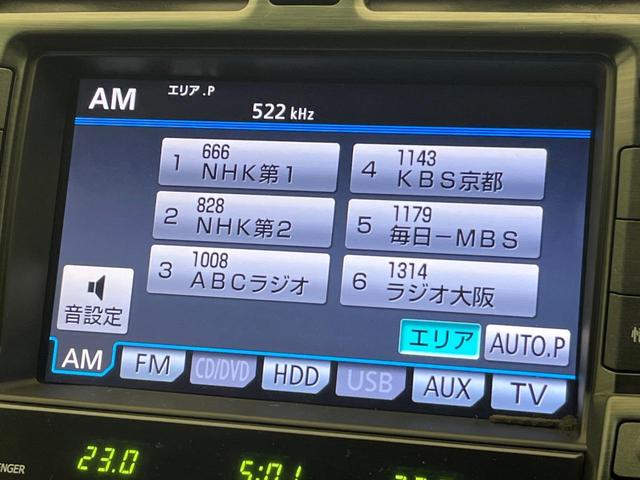 AM
エリア.P
522 kHz
1 666 NHK第1
2 828 NHK第2
3 1008 ABCラジオ
4 1143 KBS京都
5 1179 毎日-MBS
6 1314 ラジオ大阪
音設定
エリア
AUTO.P
AM
FM
CD/DVD
HDD
USB
AUX
TV
ENGER
23.0
5:01